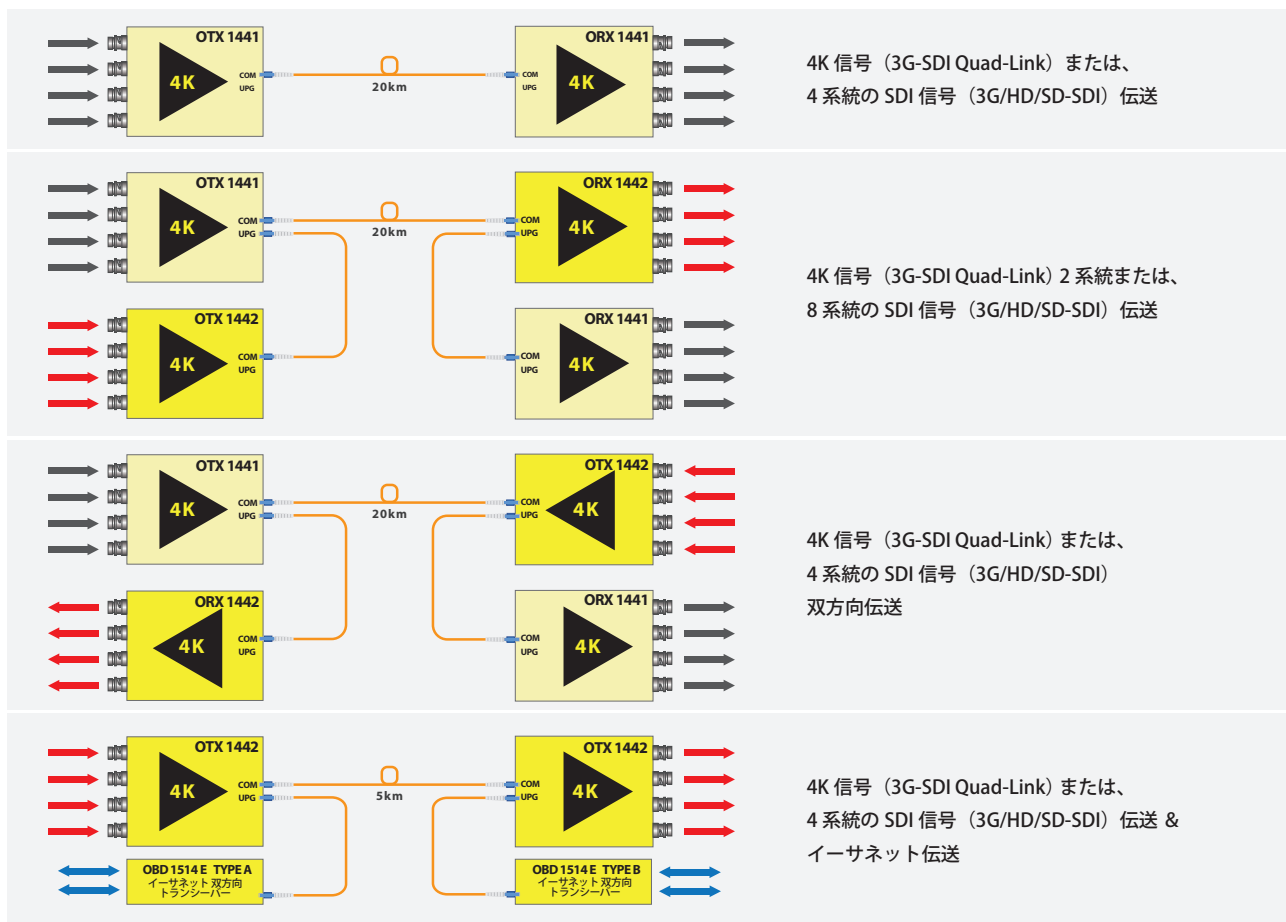 OTX 1441
4K
COM
UPG
20km
ORX 1441
COM
UPG
4K
4K 信号（3G-SDI Quad-Link）または、
4 系統の SDI 信号（3G/HD/SD-SDI）伝送
OTX 1441
4K
COM
UPG
20km
ORX 1442
COM
UPG
4K
OTX 1442
4K
COM
UPG
ORX 1441
COM
UPG
4K
4K 信号（3G-SDI Quad-Link）2 系統または、
8 系統の SDI 信号（3G/HD/SD-SDI）伝送
OTX 1441
4K
COM
UPG
20km
OTX 1442
COM
UPG
4K
ORX 1442
4K
COM
UPG
ORX 1441
COM
UPG
4K
4K 信号（3G-SDI Quad-Link）または、
4 系統の SDI 信号（3G/HD/SD-SDI）
双方向伝送
OTX 1442
4K
COM
UPG
5km
OTX 1442
COM
UPG
4K
OBD 1514 E TYPE A
イーサネット 双方向
トランシーバー
OBD 1514 E TYPE B
イーサネット 双方向
トランシーバー
4K 信号（3G-SDI Quad-Link）または、
4 系統の SDI 信号（3G/HD/SD-SDI）伝送 &
イーサネット伝送